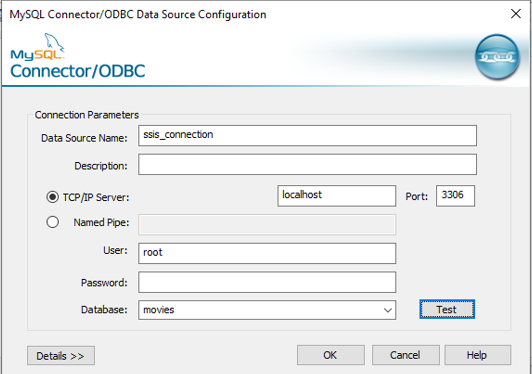 MySQL Connector/ODBC Data Source Configuration
MySQL
Connector/ODBC
Connection Parameters
Data Source Name: ssis_connection
Description:
TCP/IP Server: localhost Port: 3306
Named Pipe:
User: root
Password:
Database: movies Test
Details >> OK Cancel Help